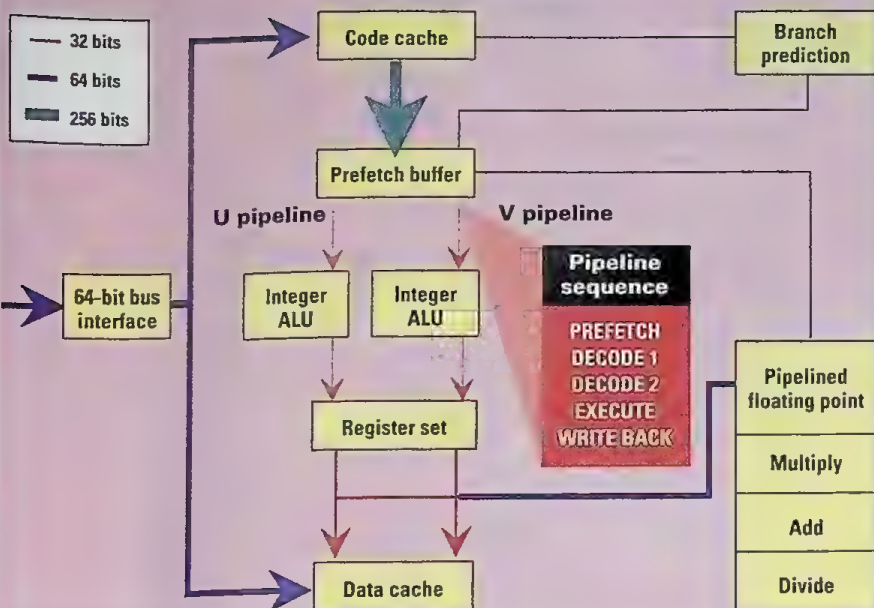 32 bits
64 bits
256 bits
Code cache
Branch
prediction
Prefetch buffer
U pipeline
V pipeline
64-bit bus
interface
Integer
ALU
Integer
ALU
Pipeline
sequence
PREFETCH
DECODE 1
DECODE 2
EXECUTE
WRITE BACK
Register set
Pipelined
floating point
Multiply
Add
Divide
Data cache